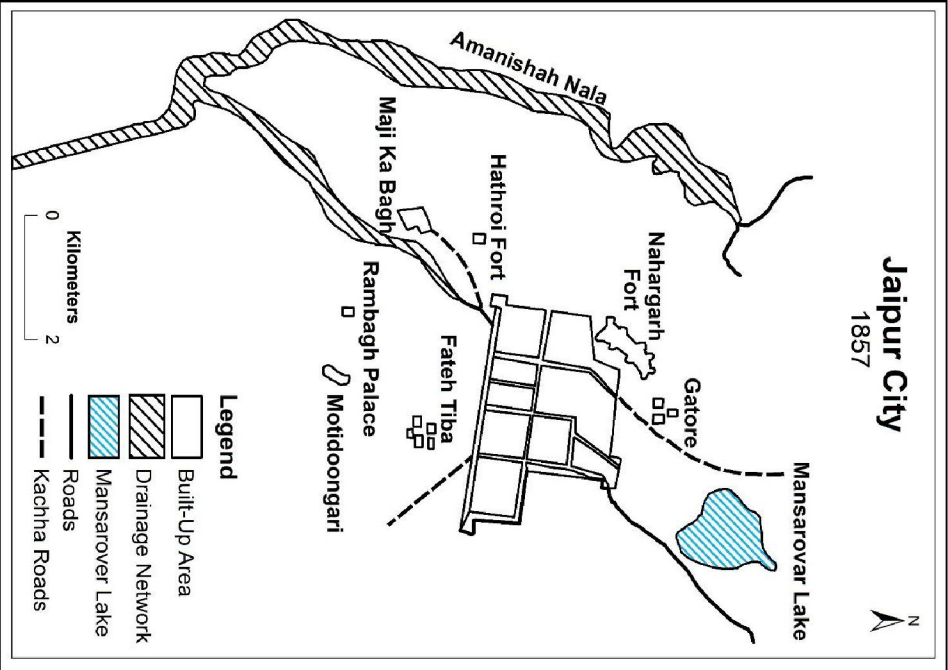 Jaipur City
1857
N
Mansarovar Lake
Gatore
Nahargarh
Fort
Amanishah Nala
Hathroi Fort
Maji Ka Bagh
Fateh Tiba
Rambagh Palace
Motidoongari
0
2
Kilometers
Legend
Built-Up Area
Drainage Network
Mansarover Lake
Roads
Kachha Roads